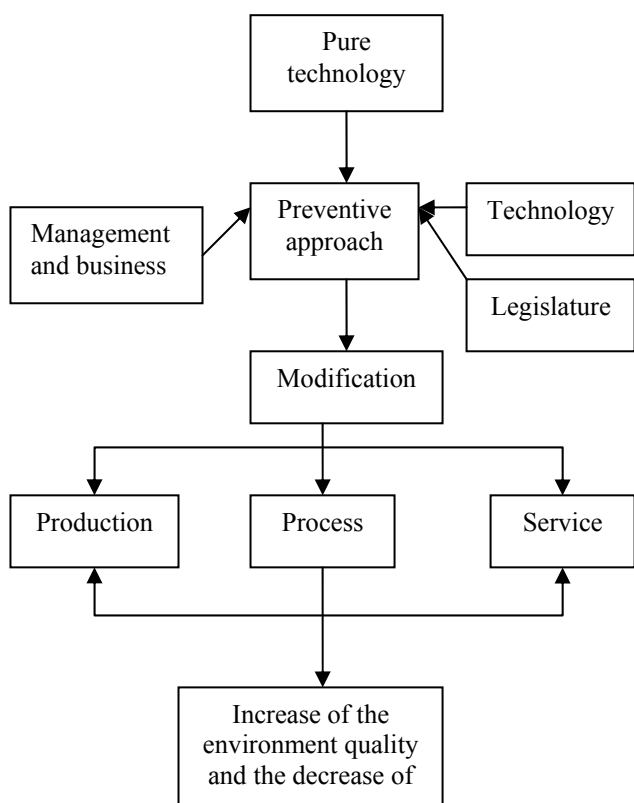 Pure
technology
Preventive
approach
Technology
Management
and business
Legislature
Modification
Production
Process
Service
Increase of the
environment quality
and the decrease of